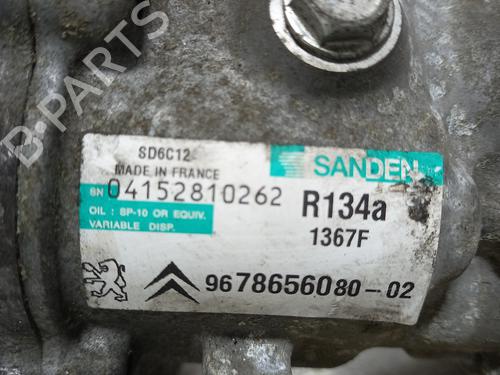 B-PARTS
SD6C12
MADE IN FRANCE
SANDEN
SN 04152810262
R134a
OIL : SP-10 OR EQUIV.
VARIABLE DISP.
1367F
9678656080-02